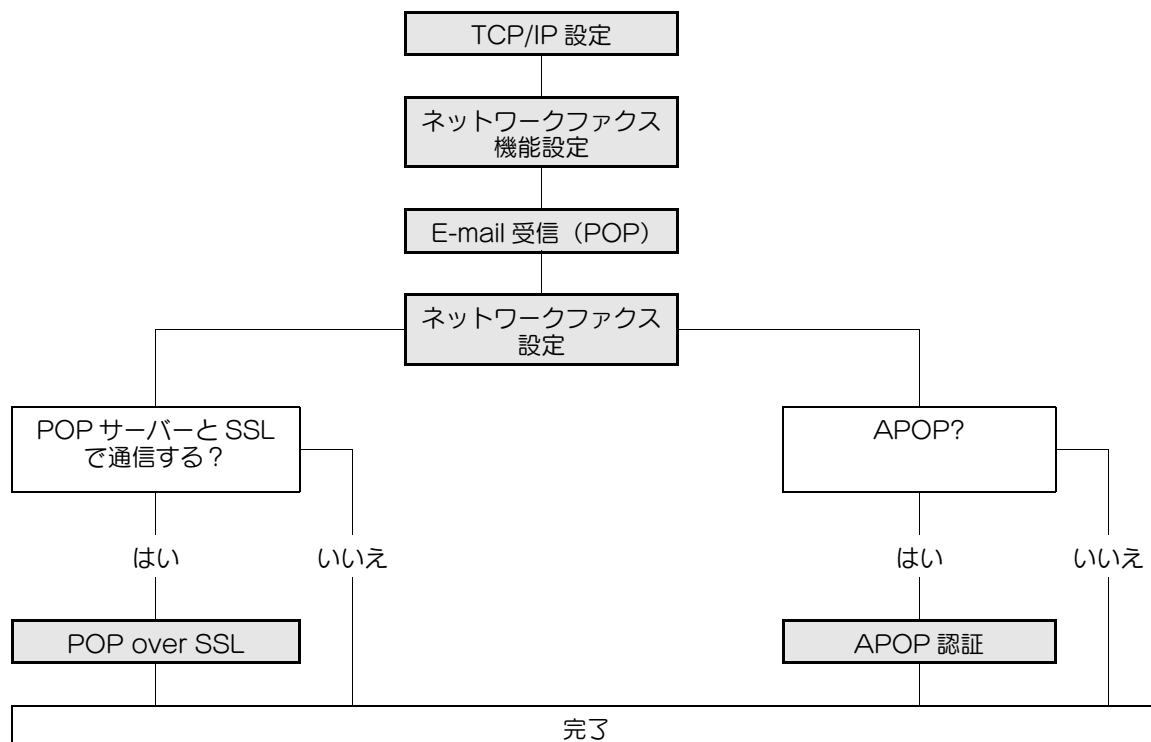 TCP/IP 設定
ネットワークファクス
機能設定
E-mail 受信（POP）
ネットワークファクス
設定
POP サーバーと SSL
で通信する？
APOP?
はい
いいえ
はい
いいえ
POP over SSL
APOP 認証
完了